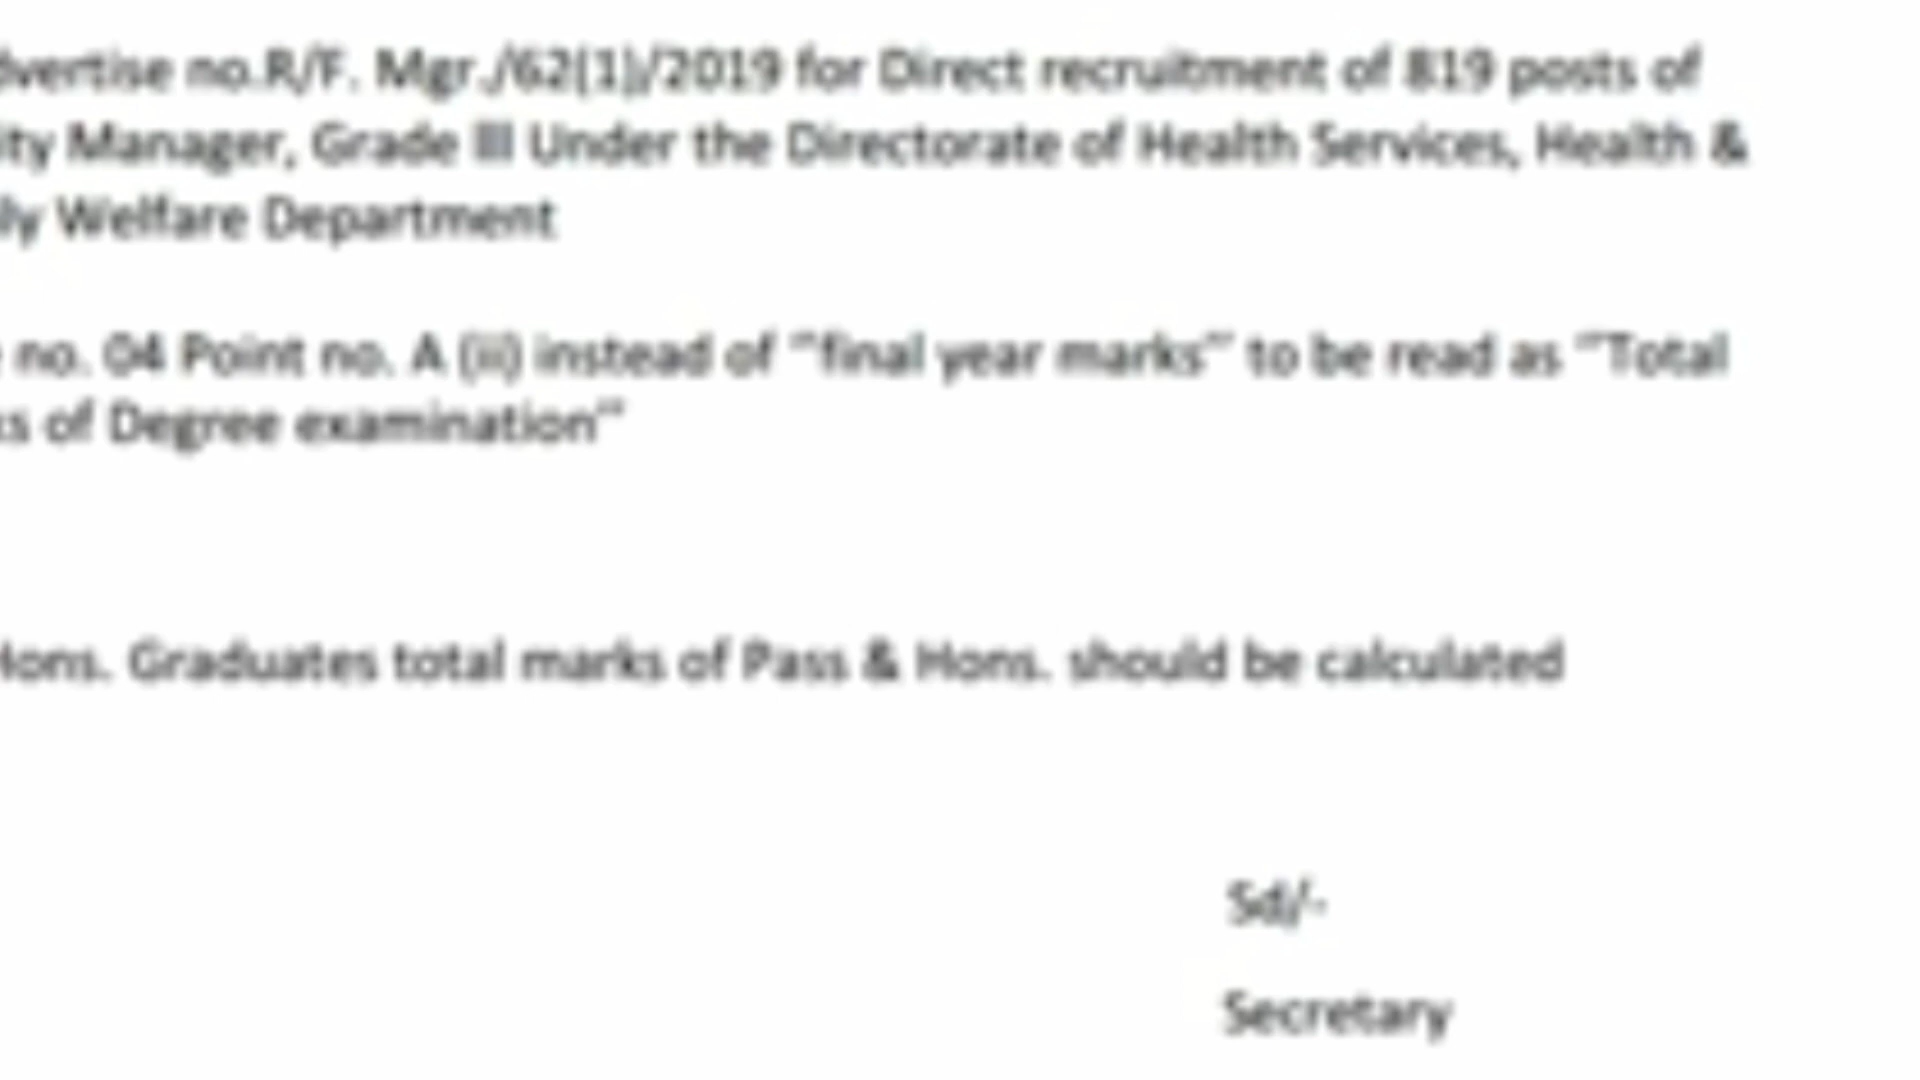 dvertise no.R/F. Mgr./62(1)/2019 for Direct recruitment of 819 posts of
ity Manager, Grade III Under the Directorate of Health Services, Health &
ly Welfare Department
no. 04 Point no. A (ii) instead of "final year marks" to be read as "Total
ks of Degree examination"
Hons. Graduates total marks of Pass & Hons. should be calculated
Sd/-
Secretary